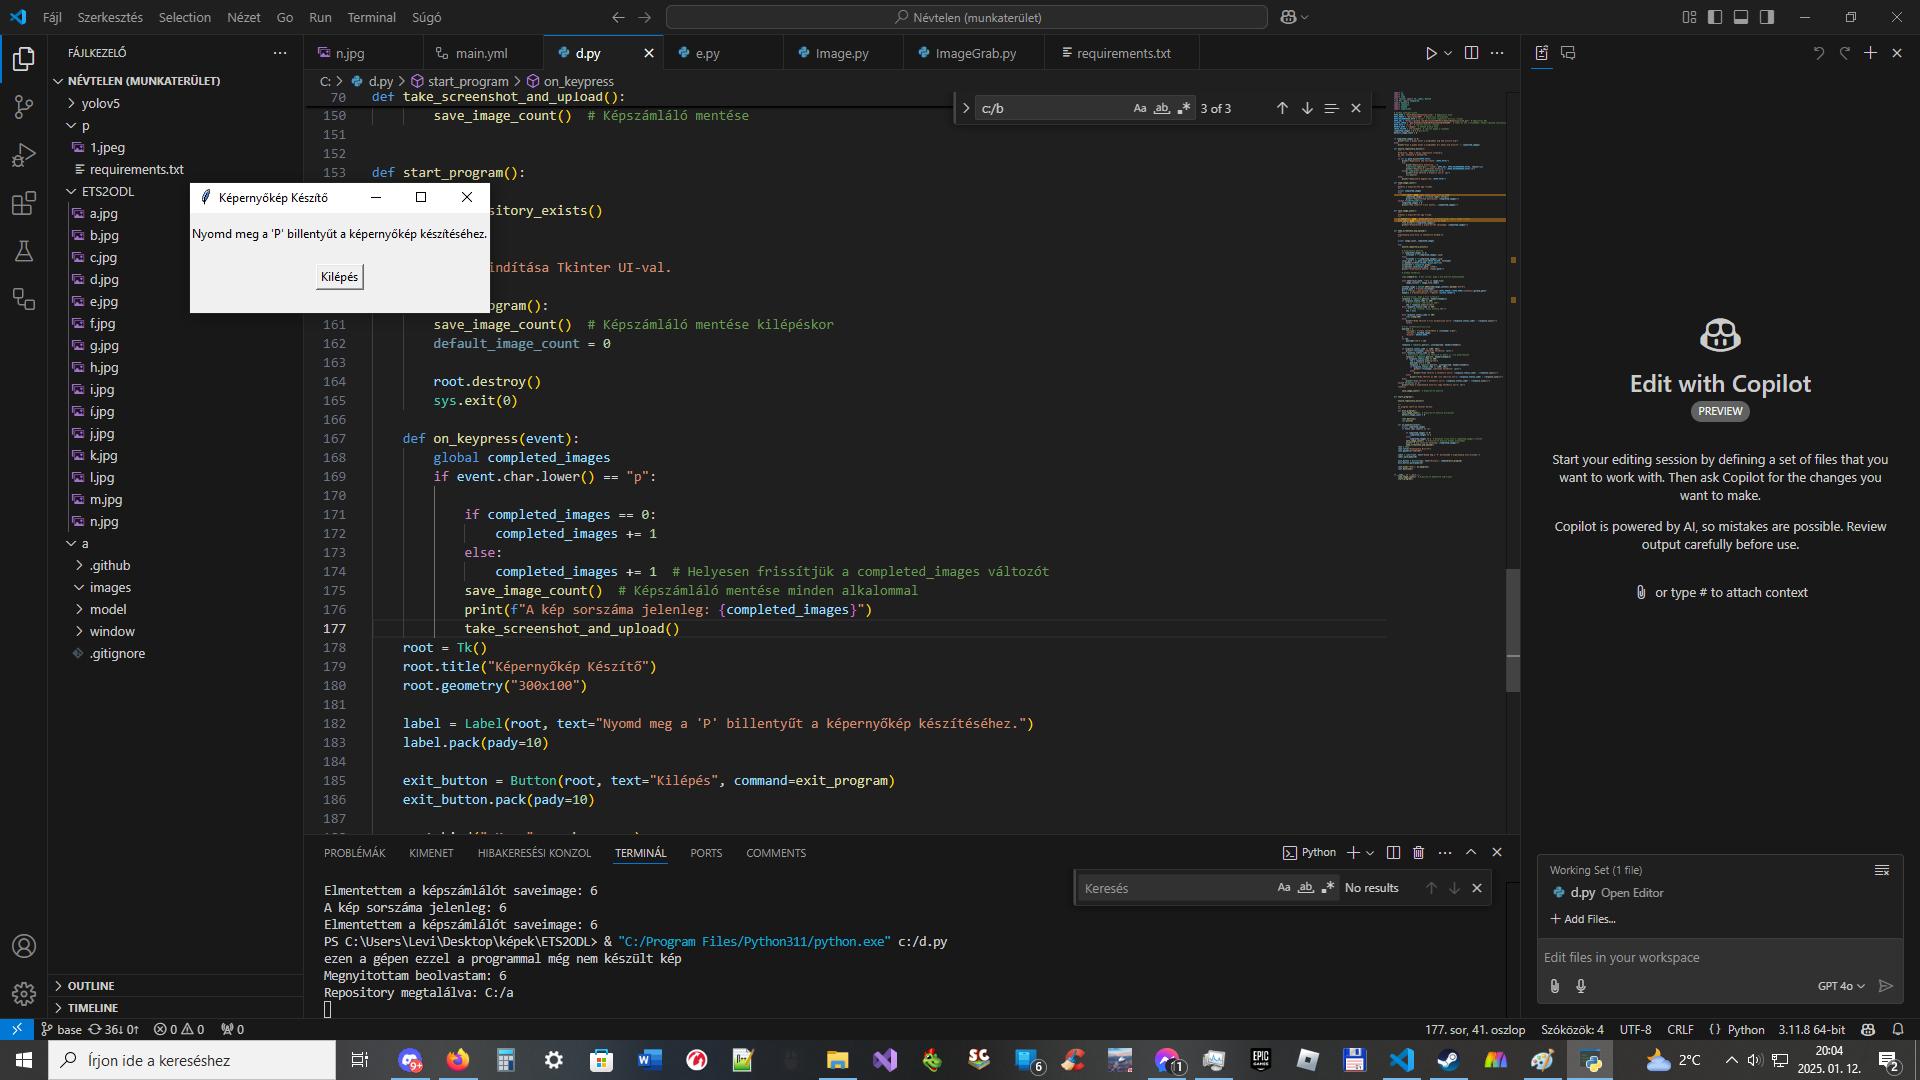 Fájl Szerkesztés Selection Nézet Go Run Terminal Súgó
Névtelen (munkaterület)
FÁJLKEZELŐ
n.jpg
main.yml
d.py
e.py
Image.py
ImageGrab.py
requirements.txt
NÉVTELEN (MUNKATERÜLET)
yolov5
p
1.jpeg
requirements.txt
ETS2ODL
a.jpg
b.jpg
c.jpg
d.jpg
e.jpg
f.jpg
g.jpg
h.jpg
i.jpg
í.jpg
j.jpg
k.jpg
l.jpg
m.jpg
n.jpg
a
.github
images
model
window
.gitignore
OUTLINE
TIMELINE
C: > d.py > start_program > on_keypress
c:/b
Aa ab
3 of 3
70 def take_screenshot_and_upload():
150 save_image_count() # Képszámláló mentése
151
152
153 def start_program():
sitory_exists()
indítása Tkinter UI-val.
ogram():
161 save_image_count() # Képszámláló mentése kilépéskor
162 default_image_count = 0
163
164 root.destroy()
165 sys.exit(0)
166
167 def on_keypress(event):
168 global completed_images
169 if event.char.lower() == "p":
170
171 if completed_images == 0:
172 completed_images += 1
173 else:
174 completed_images += 1 # Helyesen frissítjük a completed_images változót
175 save_image_count() # Képszámláló mentése minden alkalommal
176 print(f"A kép sorszáma jelenleg: {completed_images}")
177 take_screenshot_and_upload()
178 root = Tk()
179 root.title("Képernyőkép Készítő")
180 root.geometry("300x100")
181
182 label = Label(root, text="Nyomd meg a 'P' billentyűt a képernyőkép készítéséhez.")
183 label.pack(pady=10)
184
185 exit_button = Button(root, text="Kilépés", command=exit_program)
186 exit_button.pack(pady=10)
187
Képernyőkép Készítő
Nyomd meg a 'P' billentyűt a képernyőkép készítéséhez.
Kilépés
PROBLÉMÁK KIMENET HIBAKERESÉSI KONZOL TERMINÁL PORTS COMMENTS
Python
Keresés
Aa ab
No results
Elmentettem a képszámlálót saveimage: 6
A kép sorszáma jelenleg: 6
Elmentettem a képszámlálót saveimage: 6
PS C:\Users\Levi\Desktop\képek\ETS2ODL> & "C:/Program Files/Python311/python.exe" c:/d.py
ezen a gépen ezzel a programmal még nem készült kép
Megnyitottam beolvastam: 6
Repository megtalálva: C:/a
Edit with Copilot
PREVIEW
Start your editing session by defining a set of files that you
want to work with. Then ask Copilot for the changes you
want to make.
Copilot is powered by AI, so mistakes are possible. Review
output carefully before use.
or type # to attach context
Working Set (1 file)
d.py Open Editor
+ Add Files...
Edit files in your workspace
GPT 4o
base 36↓ 0↑ 0 0 0
177. sor, 41. oszlop Szóközök: 4 UTF-8 CRLF {} Python 3.11.8 64-bit
Írjon ide a kereséshez
9+
SC
6
1
EPIC GAMES
2°C
20:04
2025. 01. 12.
2